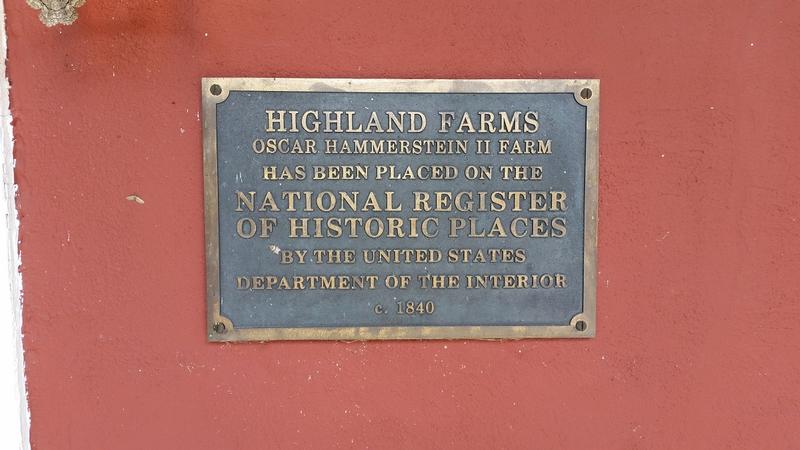 HIGHLAND FARMS
OSCAR HAMMERSTEIN II FARM
HAS BEEN PLACED ON THE
NATIONAL REGISTER
OF HISTORIC PLACES
BY THE UNITED STATES
DEPARTMENT OF THE INTERIOR
c. 1840